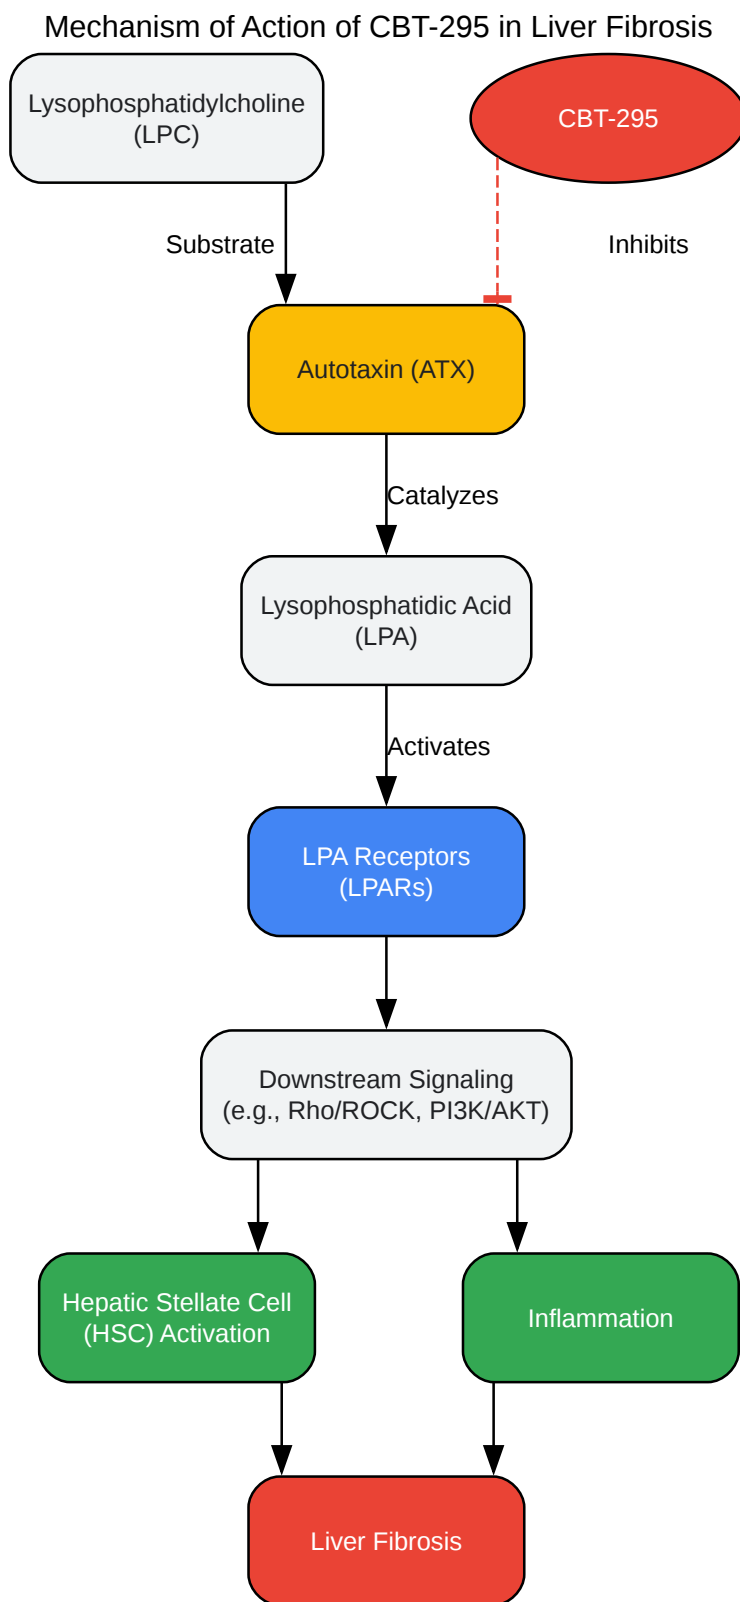 Mechanism of Action of CBT-295 in Liver Fibrosis
Lysophosphatidylcholine
(LPC)
CBT-295
Substrate
Inhibits
Autotaxin (ATX)
Catalyzes
Lysophosphatidic Acid
(LPA)
Activates
LPA Receptors
(LPARs)
Downstream Signaling
(e.g., Rho/ROCK, PI3K/AKT)
Hepatic Stellate Cell
(HSC) Activation
Inflammation
Liver Fibrosis